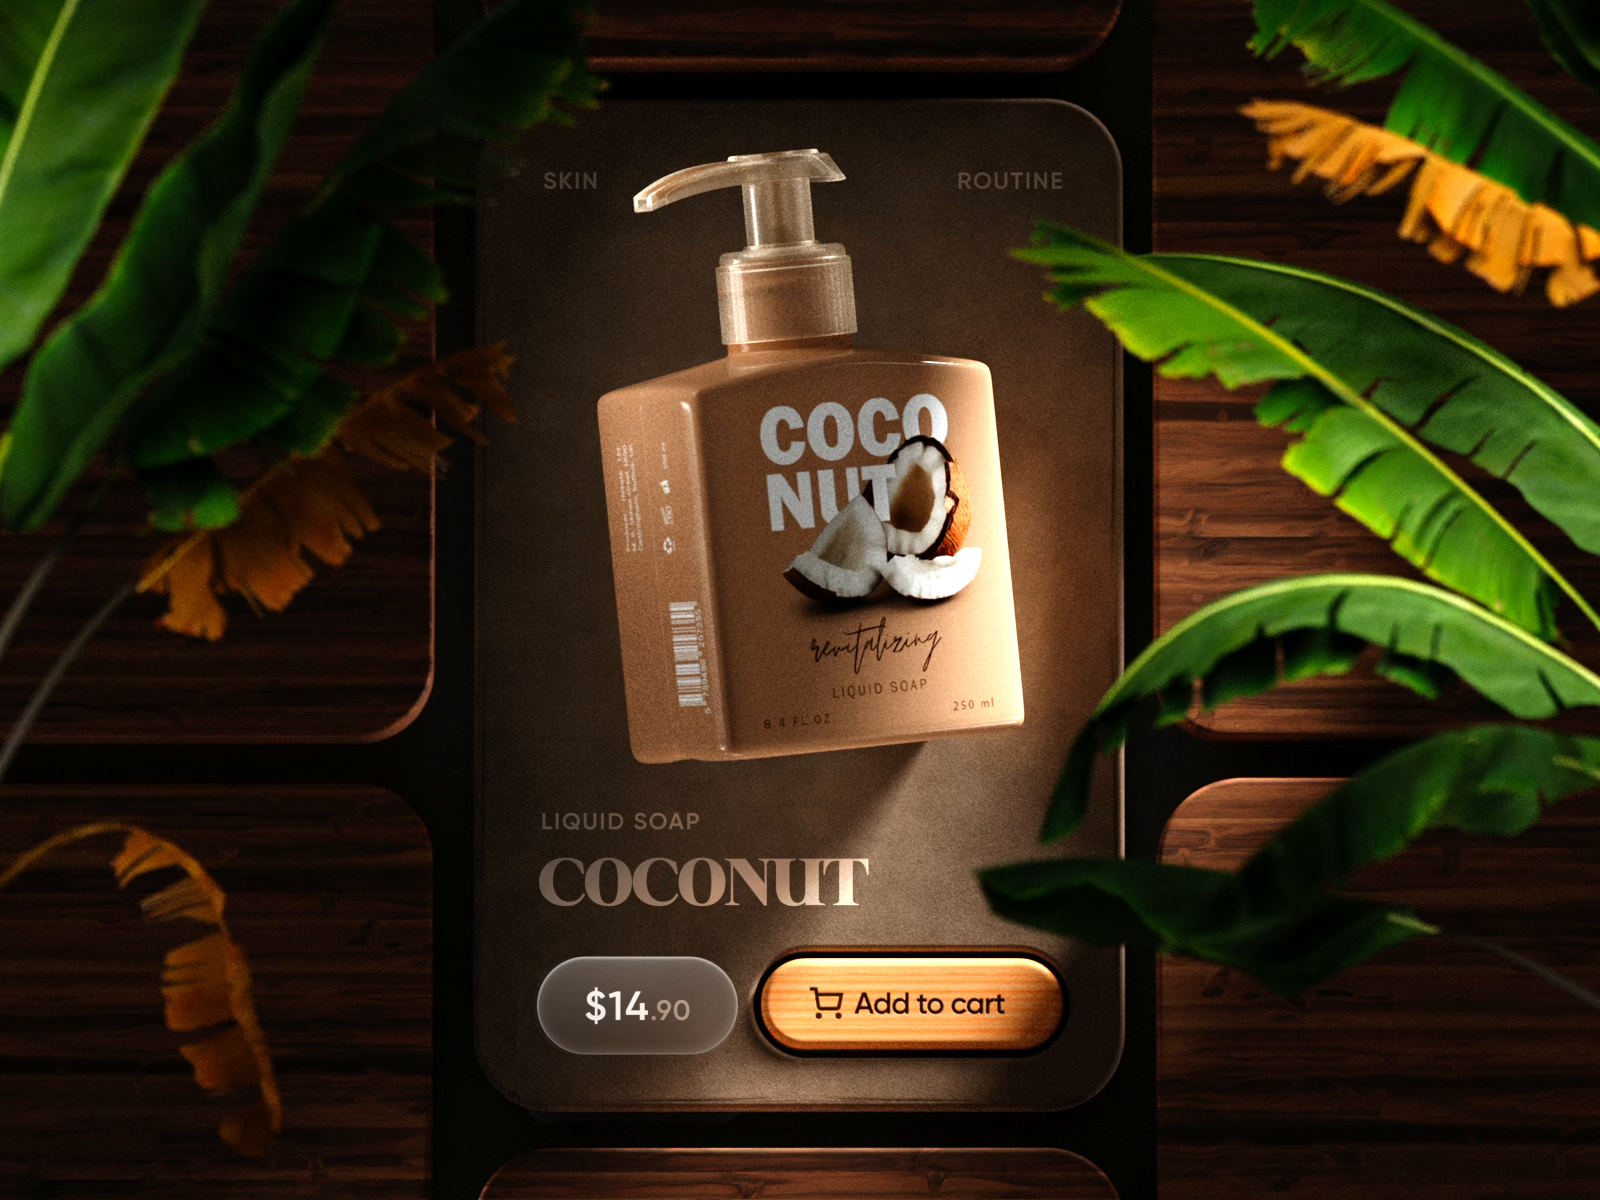 SKIN
ROUTINE
COCO
NUT
revitalizing
LIQUID SOAP
8.4 FL.OZ
250 ml
LIQUID SOAP
COCONUT
$14.90
Add to cart